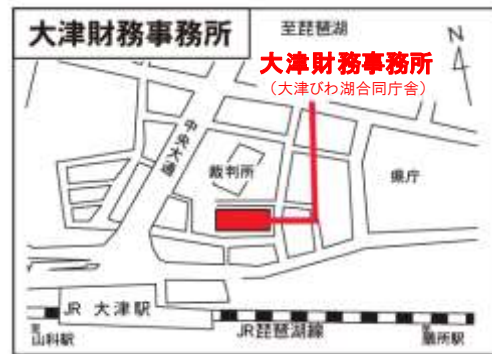 大津財務事務所
至琵琶湖
N
大津財務事務所
（大津びわ湖合同庁舎）
中央大通
裁判所
県庁
JR 大津駅
JR琵琶湖線
至山科駅
至膳所駅